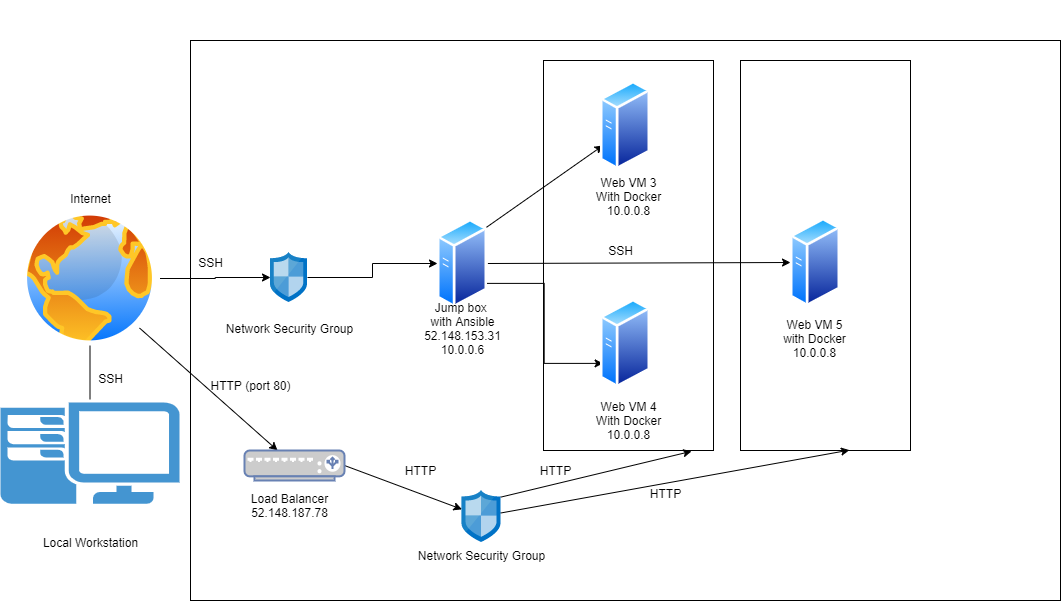 Internet
SSH
Network Security Group
SSH
Local Workstation
HTTP (port 80)
Load Balancer
52.148.187.78
HTTP
Network Security Group
HTTP
HTTP
Jump box
with Ansible
52.148.153.31
10.0.0.6
SSH
Web VM 3
With Docker
10.0.0.8
Web VM 4
With Docker
10.0.0.8
Web VM 5
with Docker
10.0.0.8